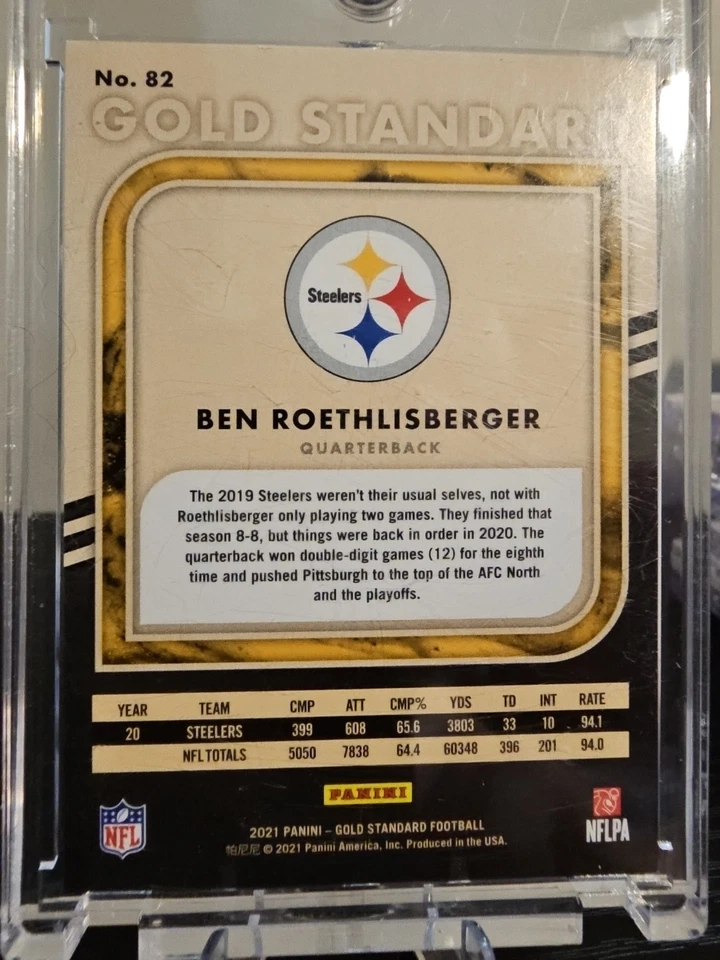 No. 82
GOLD STANDARD
Steelers
BEN ROETHLISBERGER
QUARTERBACK
The 2019 Steelers weren't their usual selves, not with
Roethlisberger only playing two games. They finished that
season 8-8, but things were back in order in 2020. The
quarterback won double-digit games (12) for the eighth
time and pushed Pittsburgh to the top of the AFC North
and the playoffs.
YEAR TEAM CMP ATT CMP% YDS TD INT RATE
20 STEELERS 399 608 65.6 3803 33 10 94.1
NFL TOTALS 5050 7838 64.4 60348 396 201 94.0
PANINI
NFL
NFLPA
2021 PANINI – GOLD STANDARD FOOTBALL
帕尼尼 © 2021 Panini America, Inc. Produced in the USA.